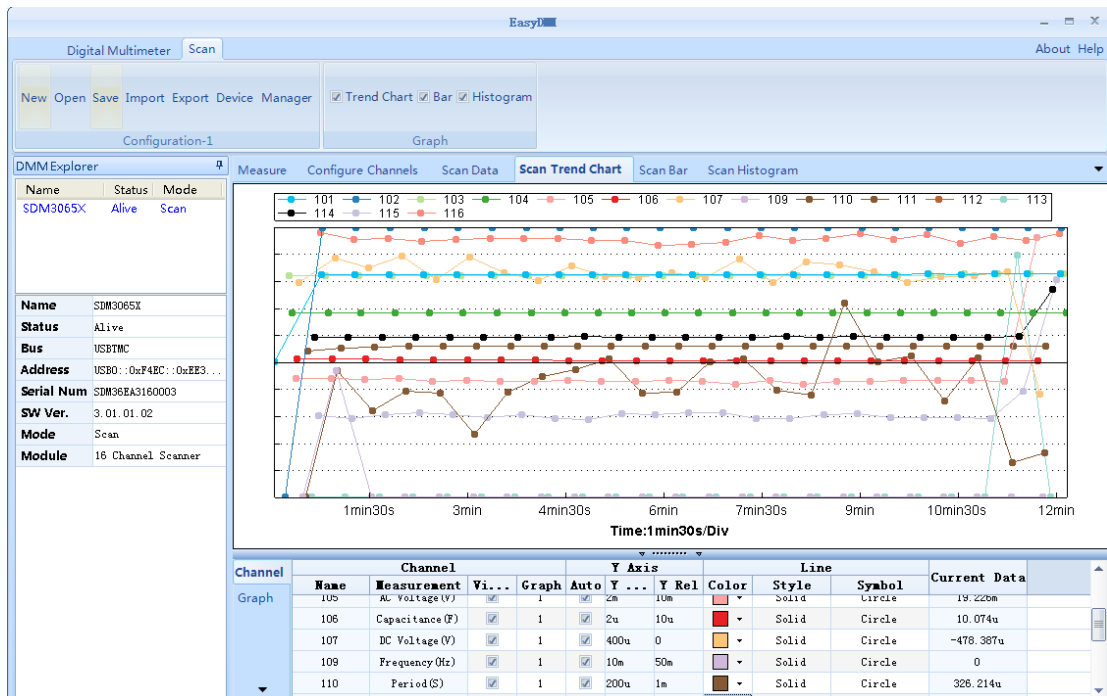 EasyD
Digital Multimeter Scan About Help
New Open Save Import Export Device Manager Trend Chart Bar Histogram
Configuration-1 Graph
DMM Explorer
Name Status Mode
SDM3065X Alive Scan
Name SDM3065X
Status Alive
Bus USBTMC
Address USB0::0xF4EC::0xEE3...
Serial Num SDM36EA3160003
SW Ver. 3.01.01.02
Mode Scan
Module 16 Channel Scanner
Measure Configure Channels Scan Data Scan Trend Chart Scan Bar Scan Histogram
101 102 103 104 105 106 107 109 110 111 112 113
114 115 116
1min30s 3min 4min30s 6min 7min30s 9min 10min30s 12min
Time:1min30s/Div
Channel
Graph
Channel Y Axis Line
Name Measurement Vi... Graph Auto Y ... Y Rel Color Style Symbol Current Data
105 AC Voltage(V) 1 2m 10m Solid Circle 19.226m
106 Capacitance(F) 1 2u 10u Solid Circle 10.074u
107 DC Voltage(V) 1 400u 0 Solid Circle -478.387u
109 Frequency(Hz) 1 10m 50m Solid Circle 0
110 Period(S) 1 200u 1m Solid Circle 326.214u